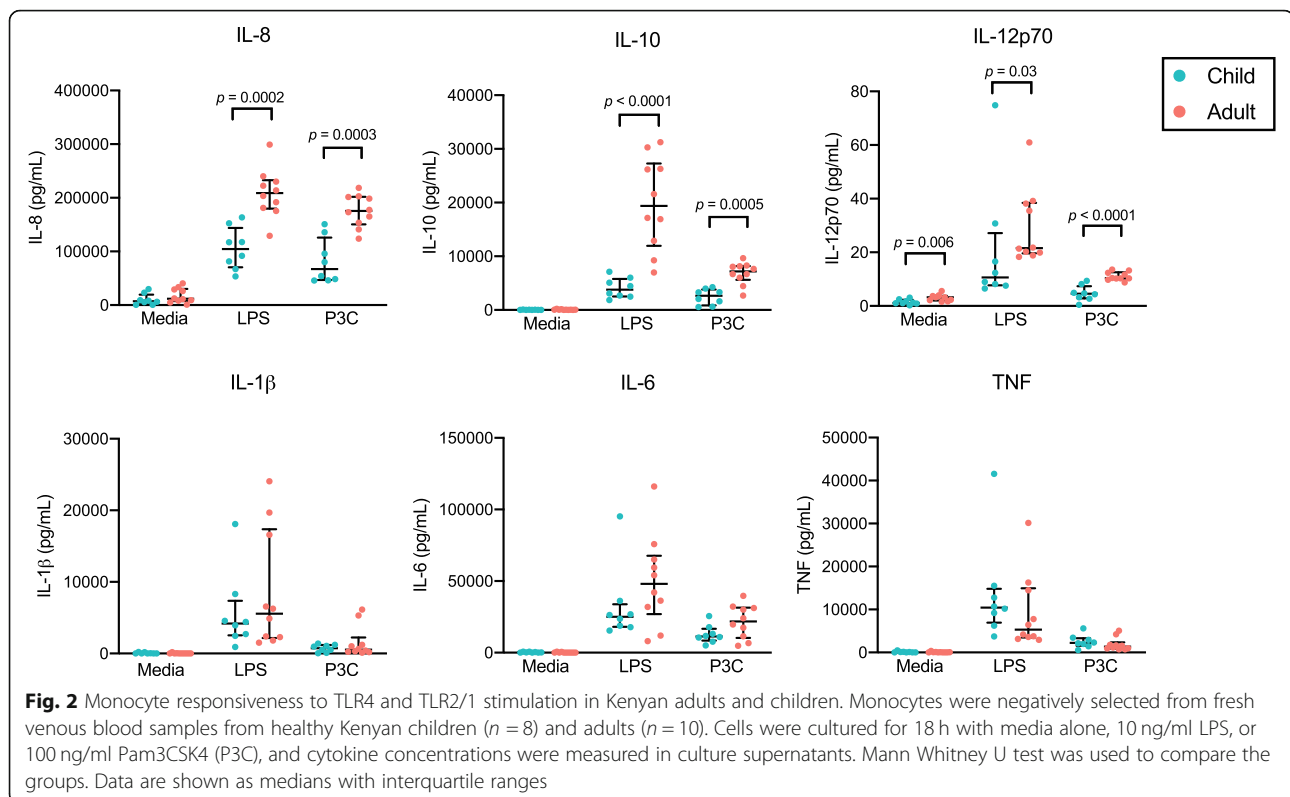 IL-8
IL-10
IL-12p70
Child
Adult
IL-8 (pg/mL)
400000
300000
200000
100000
0
p = 0.0002
p = 0.0003
Media
LPS
P3C
IL-10 (pg/mL)
40000
30000
20000
10000
0
p < 0.0001
p = 0.0005
Media
LPS
P3C
IL-12p70 (pg/mL)
80
60
40
20
0
p = 0.006
p = 0.03
p < 0.0001
Media
LPS
P3C
IL-1β
IL-6
TNF
IL-1β (pg/mL)
30000
20000
10000
0
Media
LPS
P3C
IL-6 (pg/mL)
150000
100000
50000
0
Media
LPS
P3C
TNF (pg/mL)
50000
40000
30000
20000
10000
0
Media
LPS
P3C
Fig. 2 Monocyte responsiveness to TLR4 and TLR2/1 stimulation in Kenyan adults and children. Monocytes were negatively selected from fresh
venous blood samples from healthy Kenyan children (n = 8) and adults (n = 10). Cells were cultured for 18 h with media alone, 10 ng/ml LPS, or
100 ng/ml Pam3CSK4 (P3C), and cytokine concentrations were measured in culture supernatants. Mann Whitney U test was used to compare the
groups. Data are shown as medians with interquartile ranges